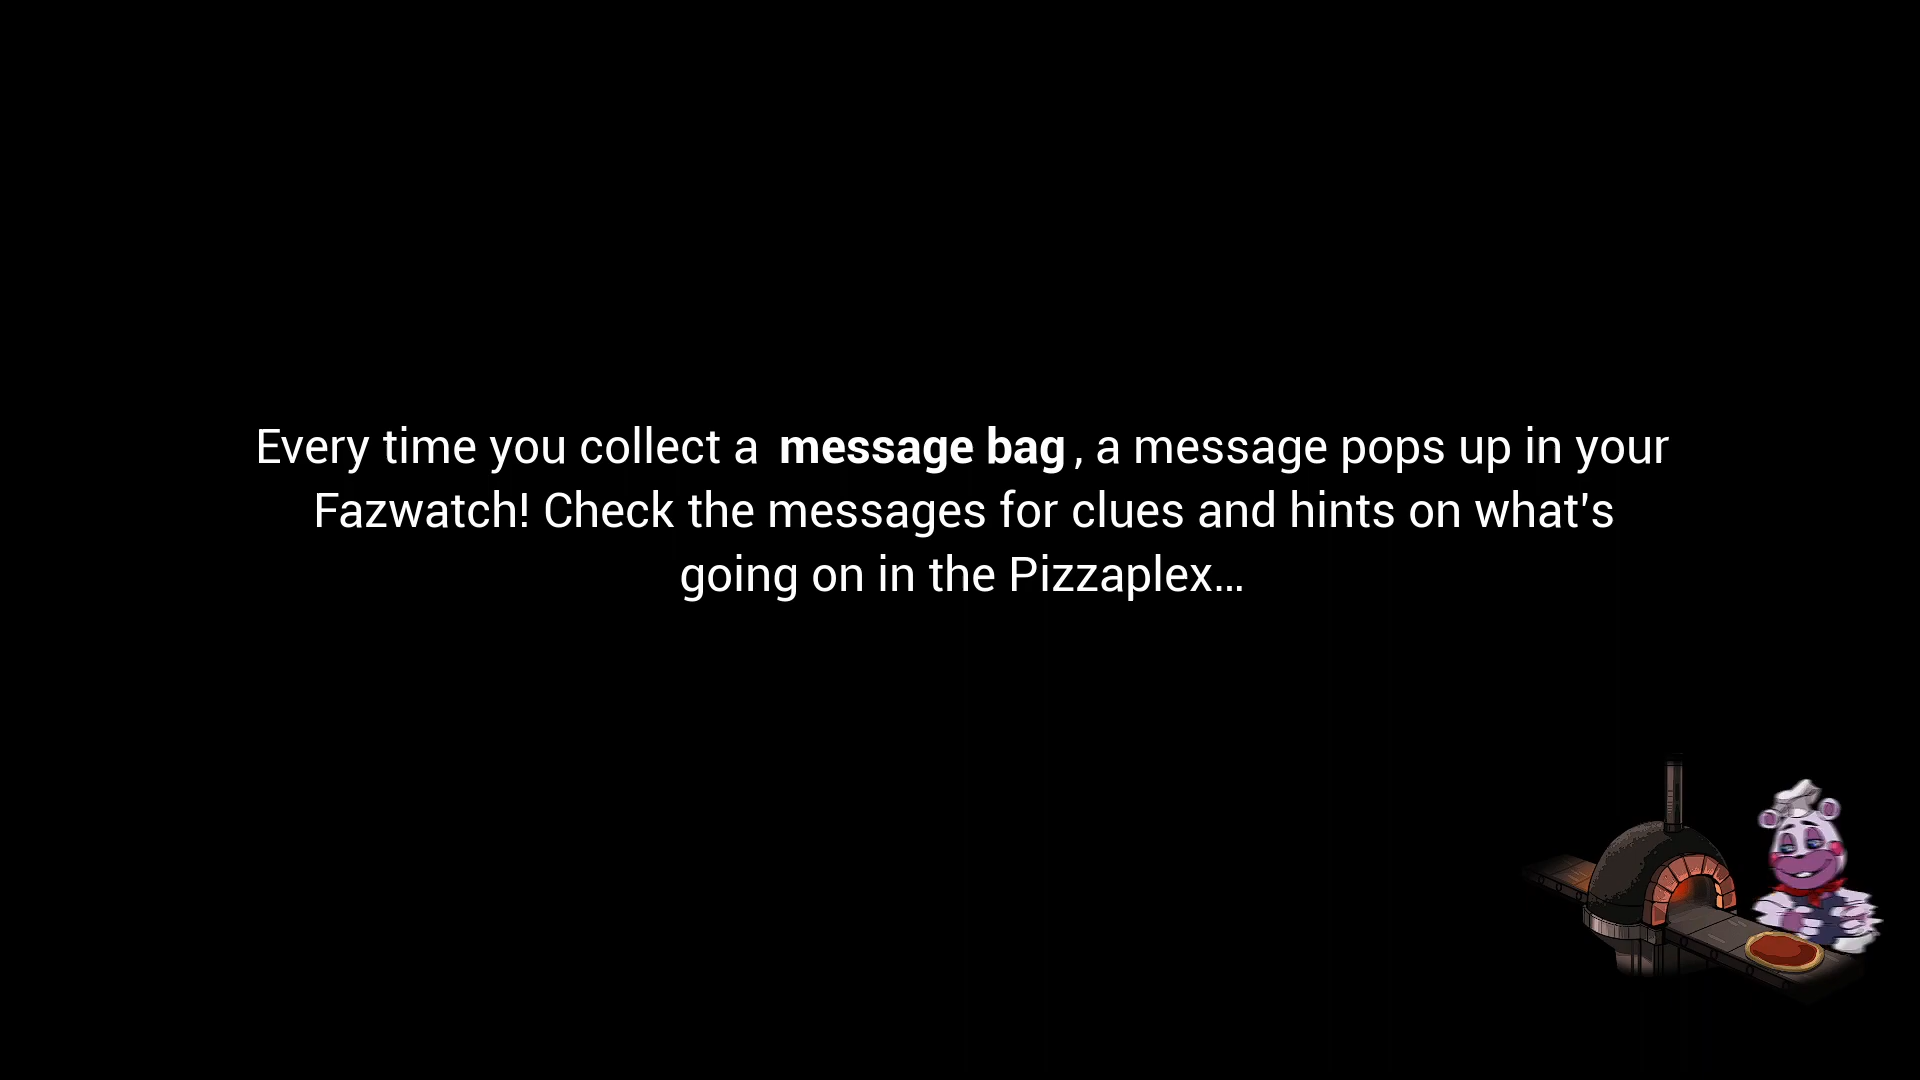 Every time you collect a message bag, a message pops up in your
Fazwatch! Check the messages for clues and hints on what's
going on in the Pizzaplex...